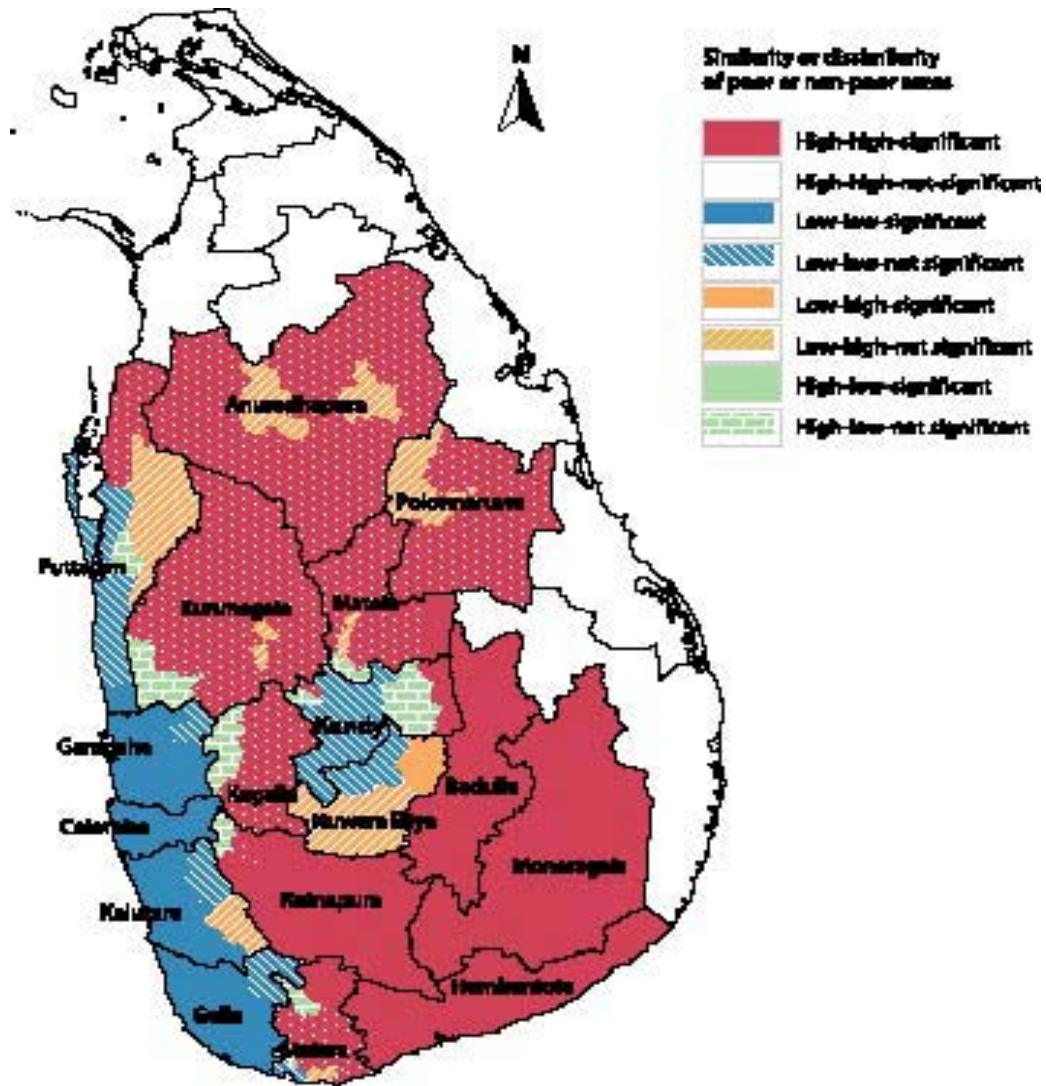 N
Similarity or dissimilarity
of poor or non-poor areas
High-high-significant
High-high-not-significant
Low-low-significant
Low-low-not significant
Low-high-significant
Low-high-not significant
High-low-significant
High-low-not significant
Anuradhapura
Polonnaruwa
Puttalam
Kurunegala
Matale
Kandy
Gampaha
Kegalle
Badulla
Nuwara Eliya
Colombo
Moneragala
Ratnapura
Kalutara
Hambantota
Galle
Matara